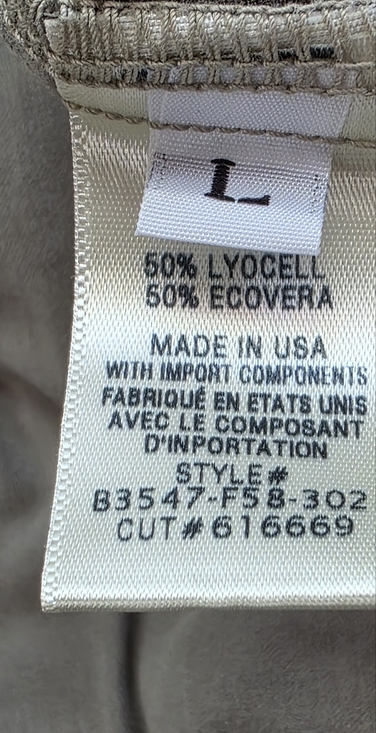 L
50% LYOCELL
50% ECOVERA
MADE IN USA
WITH IMPORT COMPONENTS
FABRIQUÉ EN ETATS UNIS
AVEC LE COMPOSANT
D'INPORTATION
STYLE#
B3547-F58-302
CUT#616669